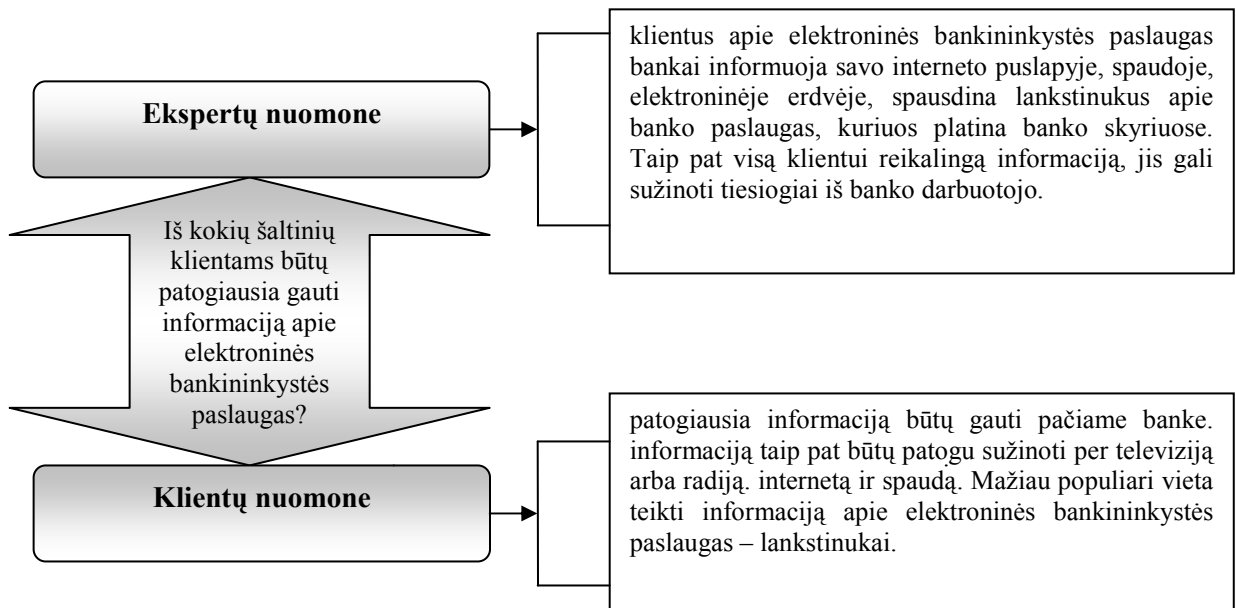 Ekspertų nuomone
klientus apie elektroninės bankininkystės paslaugas
bankai informuoja savo interneto puslapyje, spaudoje,
elektroninėje erdvėje, spausdina lankstinukus apie
banko paslaugas, kuriuos platina banko skyriuose.
Taip pat visą klientui reikalingą informaciją, jis gali
sužinoti tiesiogiai iš banko darbuotojo.
Iš kokių šaltinių
klientams būtų
patogiausia gauti
informaciją apie
elektroninės
bankininkystės
paslaugas?
Klientų nuomone
patogiausia informaciją būtų gauti pačiame banke.
informaciją taip pat būtų patogu sužinoti per televiziją
arba radiją. internetą ir spaudą. Mažiau populiari vieta
teikti informaciją apie elektroninės bankininkystės
paslaugas – lankstinukai.